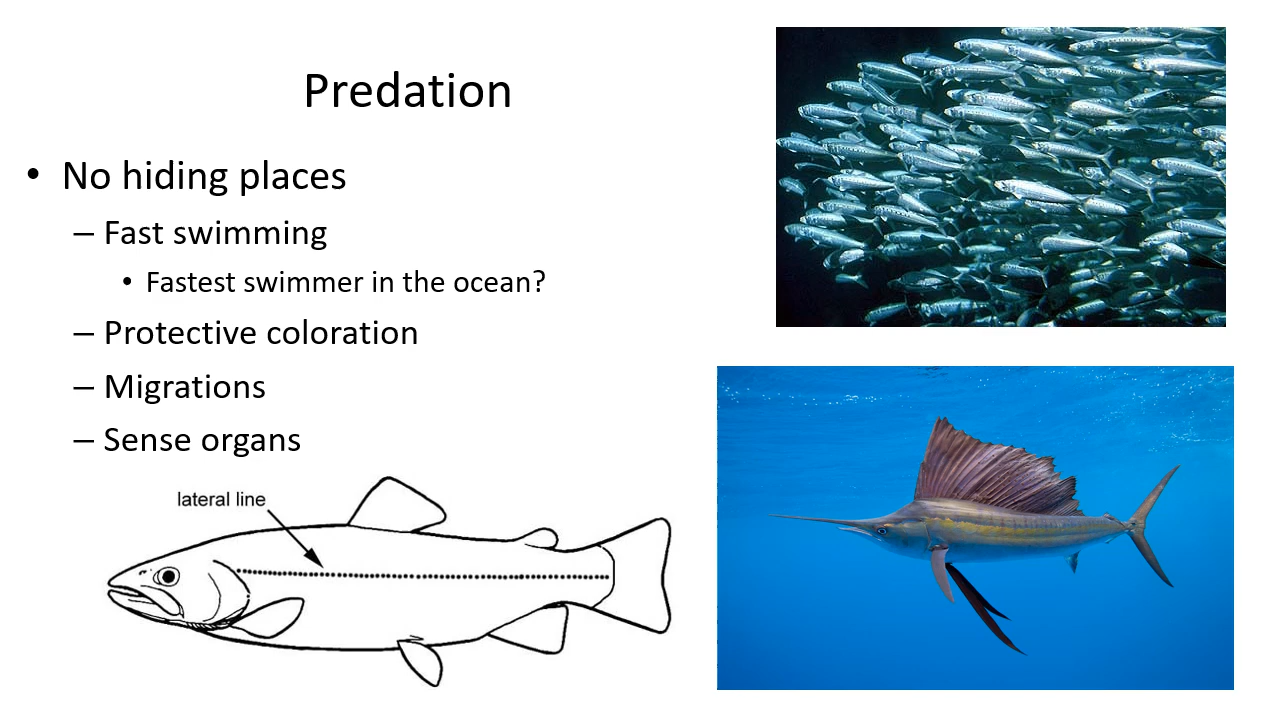 Predation
• No hiding places
– Fast swimming
• Fastest swimmer in the ocean?
– Protective coloration
– Migrations
– Sense organs
lateral line